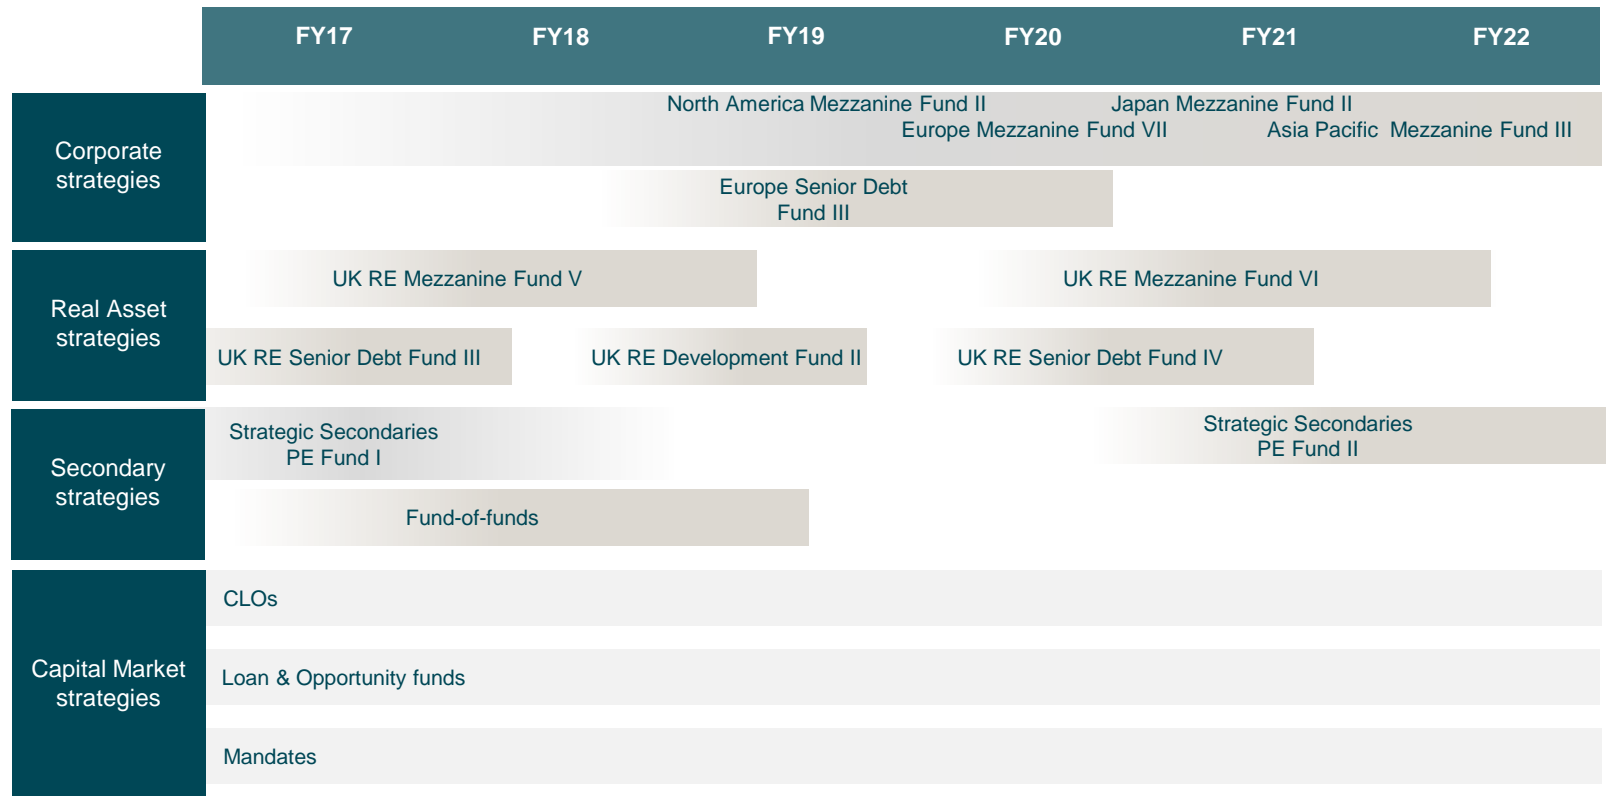 FY17 FY18 FY19 FY20 FY21 FY22
Corporate
strategies
North America Mezzanine Fund II
Japan Mezzanine Fund II
Europe Mezzanine Fund VII
Asia Pacific Mezzanine Fund III
Europe Senior Debt
Fund III
Real Asset
strategies
UK RE Mezzanine Fund V
UK RE Mezzanine Fund VI
UK RE Senior Debt Fund III
UK RE Development Fund II
UK RE Senior Debt Fund IV
Secondary
strategies
Strategic Secondaries
PE Fund I
Strategic Secondaries
PE Fund II
Fund-of-funds
Capital Market
strategies
CLOs
Loan & Opportunity funds
Mandates